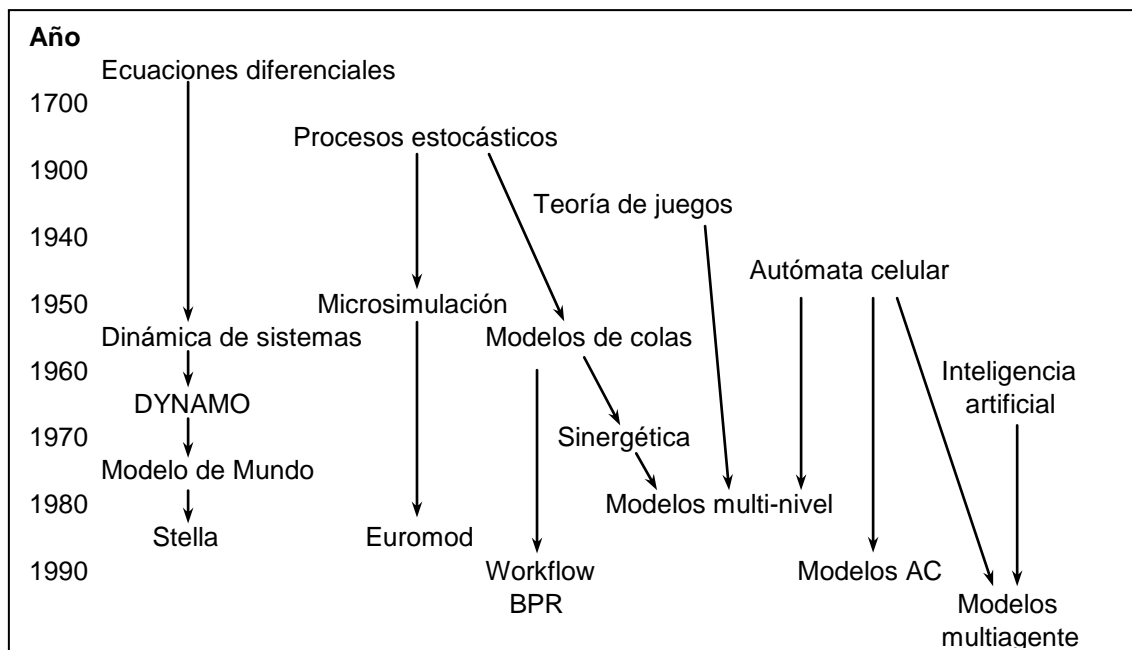 Año
Ecuaciones diferenciales
1700
Procesos estocásticos
1900
Teoría de juegos
1940
Autómata celular
1950
Microsimulación
Dinámica de sistemas
Modelos de colas
1960
Inteligencia
artificial
DYNAMO
1970
Sinergética
Modelo de Mundo
1980
Modelos multi-nivel
Stella
Euromod
1990
Workflow
BPR
Modelos AC
Modelos
multiagente